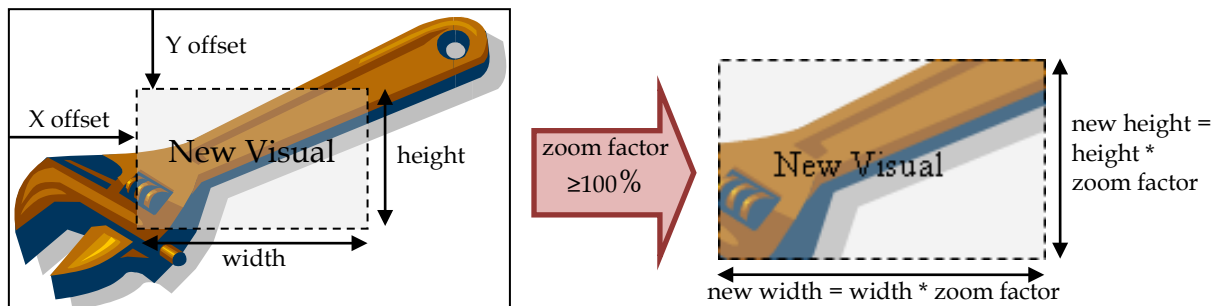 Y offset
X offset
New Visual
height
width
zoom factor
≥100%
New Visual
new height =
height *
zoom factor
new width = width * zoom factor